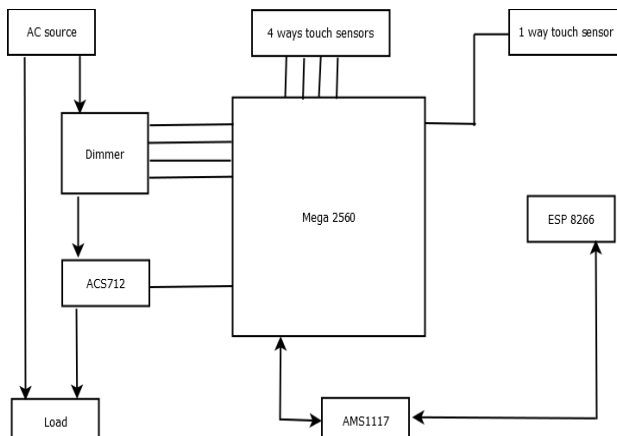 AC source
4 ways touch sensors
1 way touch sensor
Dimmer
Mega 2560
ESP 8266
ACS712
Load
AMS1117